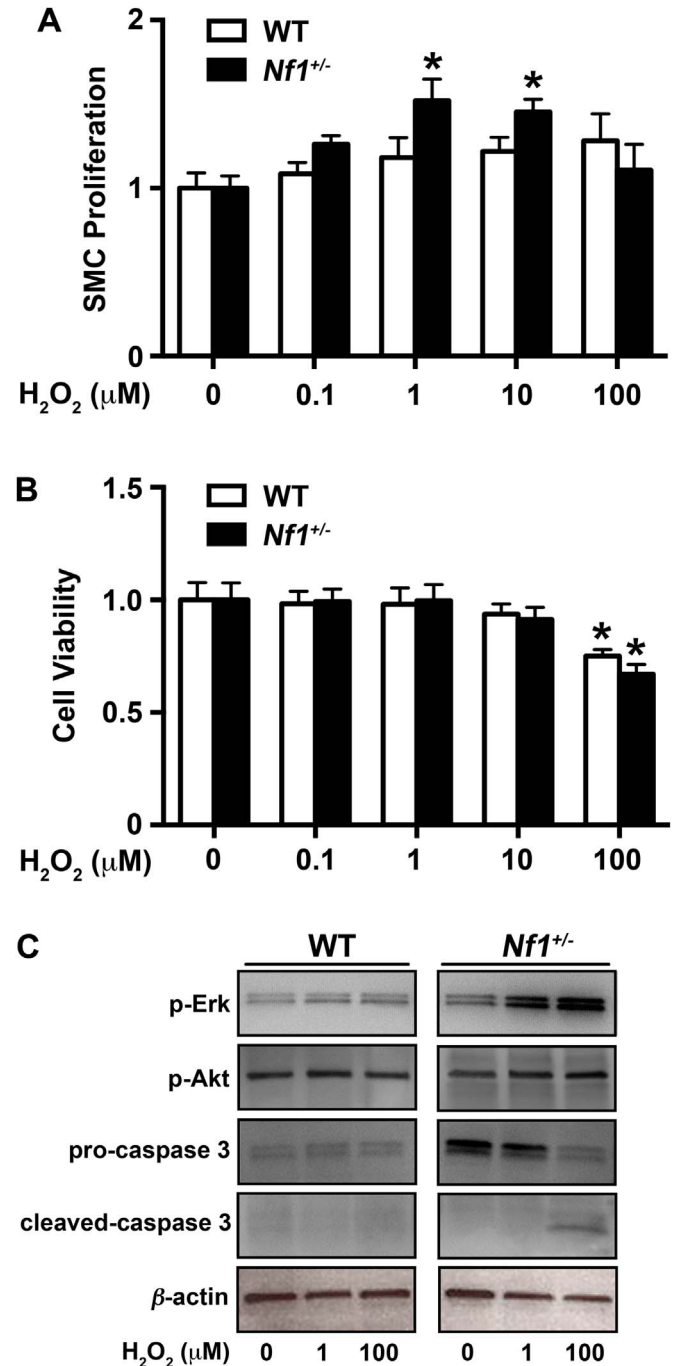 A
2
WT
Nf1+/-
*
*
SMC Proliferation
1
0
H2O2 (μM)
0 0.1 1 10 100
B
1.5
WT
Nf1+/-
1.0
* *
Cell Viability
0.5
0
H2O2 (μM)
0 0.1 1 10 100
C
WT Nf1+/-
p-Erk
p-Akt
pro-caspase 3
cleaved-caspase 3
β-actin
H2O2 (μM) 0 1 100 0 1 100